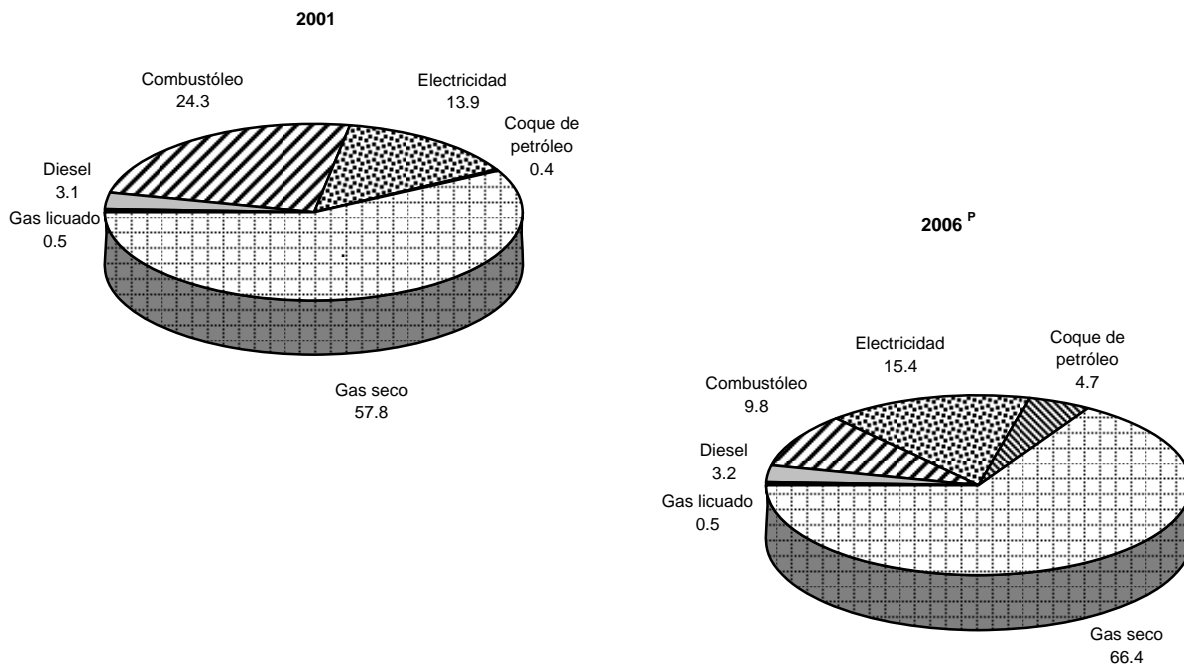 2001
Combustóleo
24.3
Electricidad
13.9
Coque de
petróleo
0.4
Diesel
3.1
Gas licuado
0.5
Gas seco
57.8
2006 P
Electricidad
15.4
Coque de
petróleo
4.7
Combustóleo
9.8
Diesel
3.2
Gas licuado
0.5
Gas seco
66.4